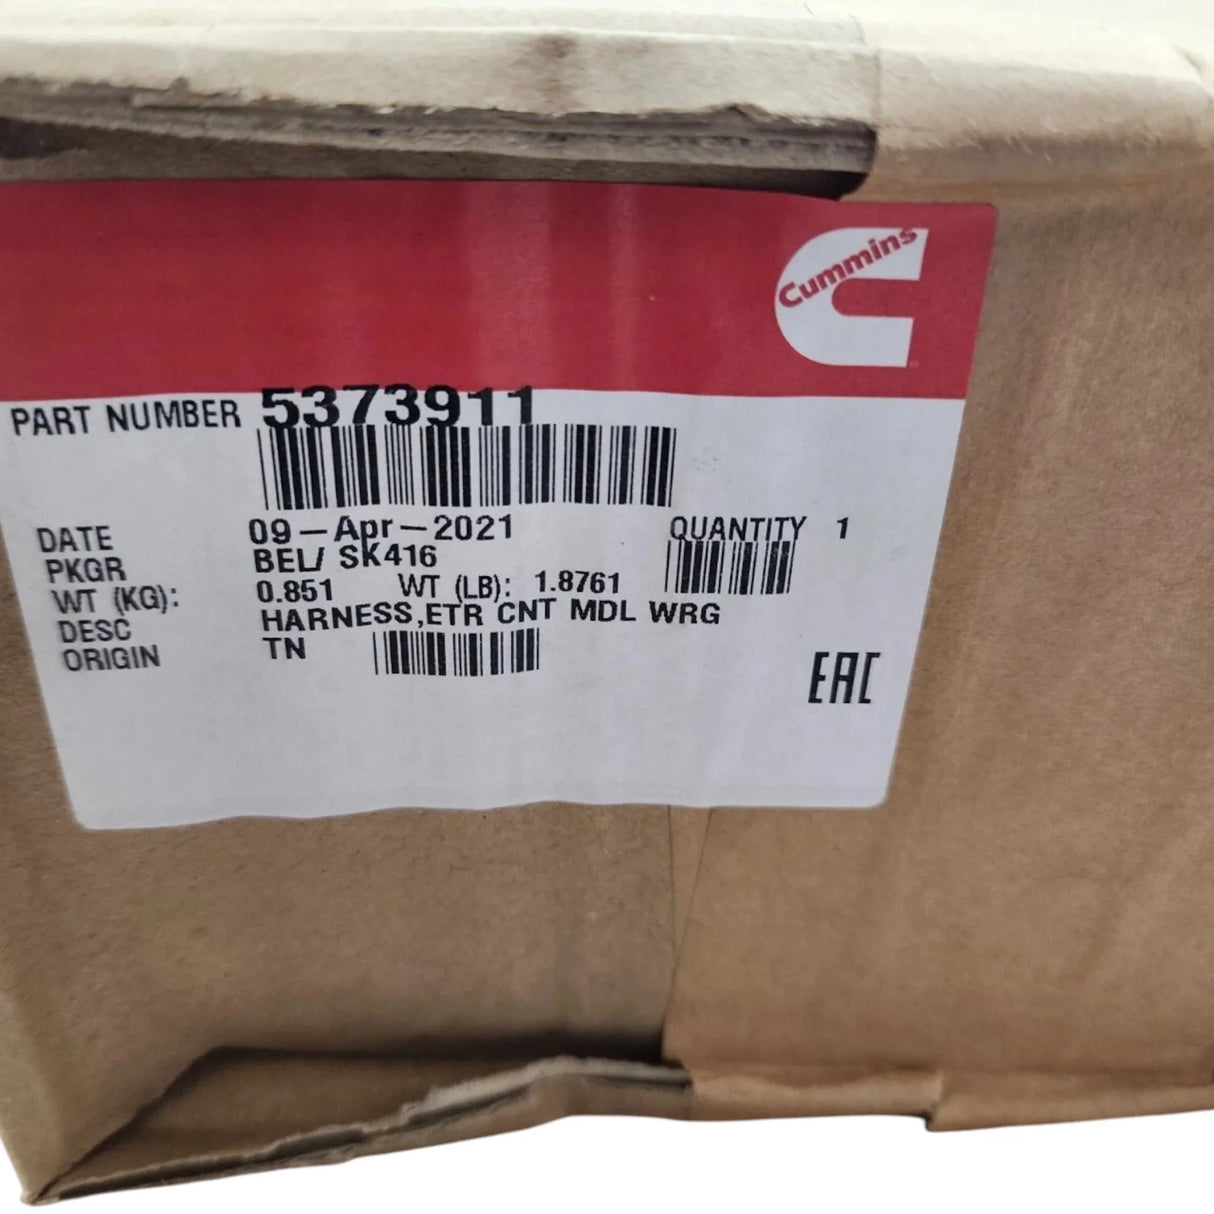 Cummins
PART NUMBER 5373911
DATE 09-Apr-2021 QUANTITY 1
PKGR BEL/ SK416
WT (KG): 0.851 WT (LB): 1.8761
DESC HARNESS,ETR CNT MDL WRG
ORIGIN TN
EAC